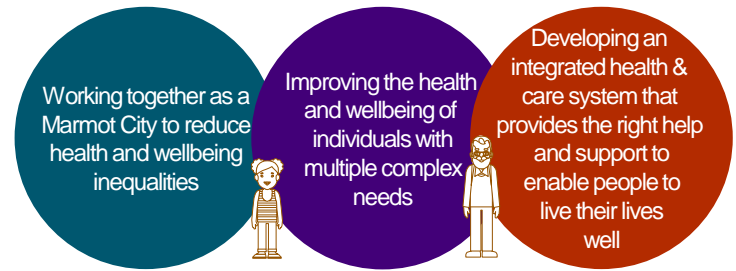 Working together as a
Marmot City to reduce
health and wellbeing
inequalities
Improving the health
and wellbeing of
individuals with
multiple complex
needs
Developing an
integrated health &
care system that
provides the right help
and support to
enable people to
live their lives
well